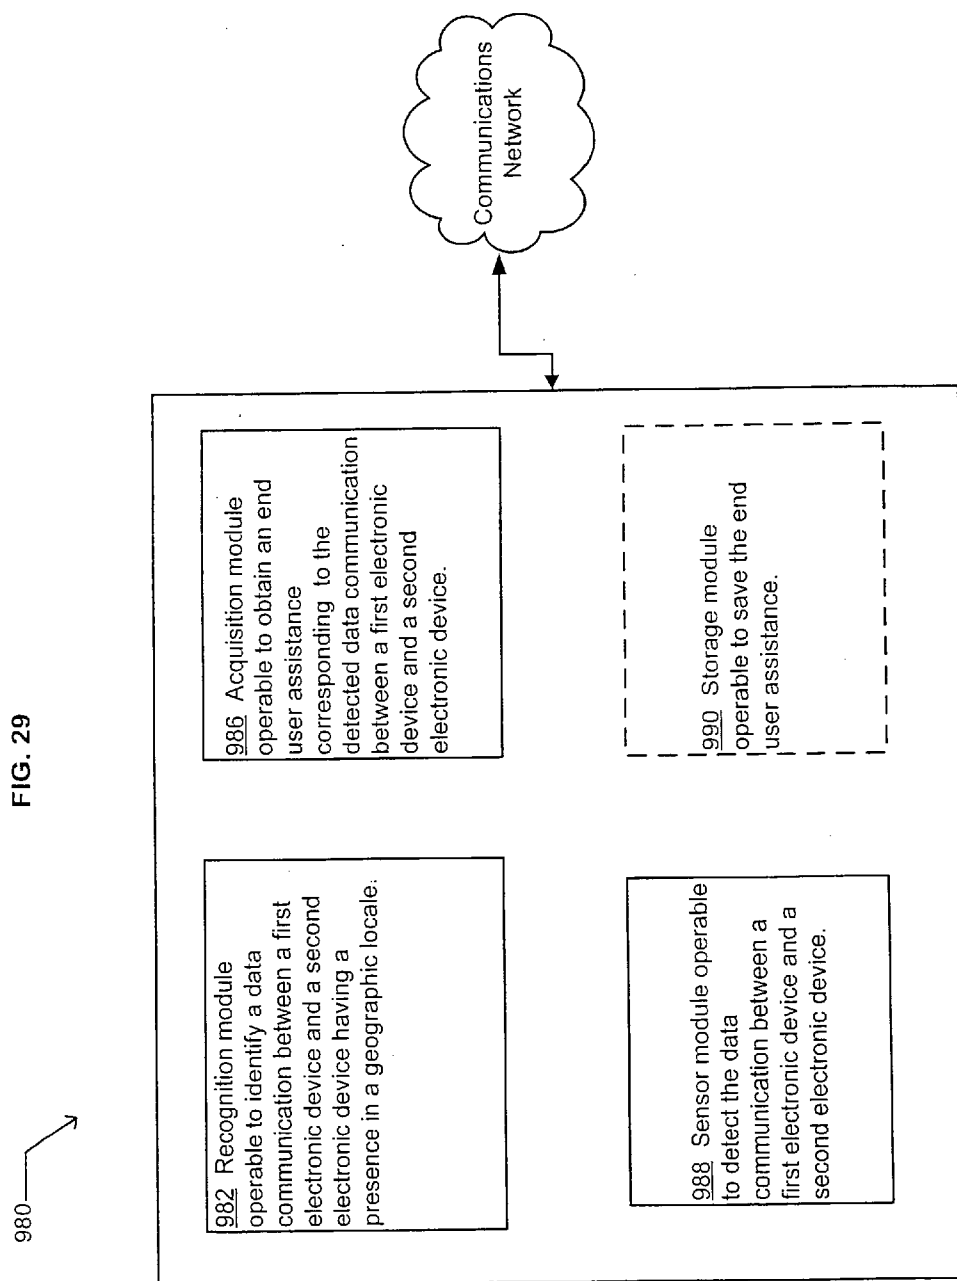 FIG. 29
980
982 Recognition module
operable to identify a data
communication between a first
electronic device and a second
electronic device having a
presence in a geographic locale.
986 Acquisition module
operable to obtain an end
user assistance
corresponding to the
detected data communication
between a first electronic
device and a second
electronic device.
988 Sensor module operable
to detect the data
communication between a
first electronic device and a
second electronic device.
990 Storage module
operable to save the end
user assistance.
Communications
Network